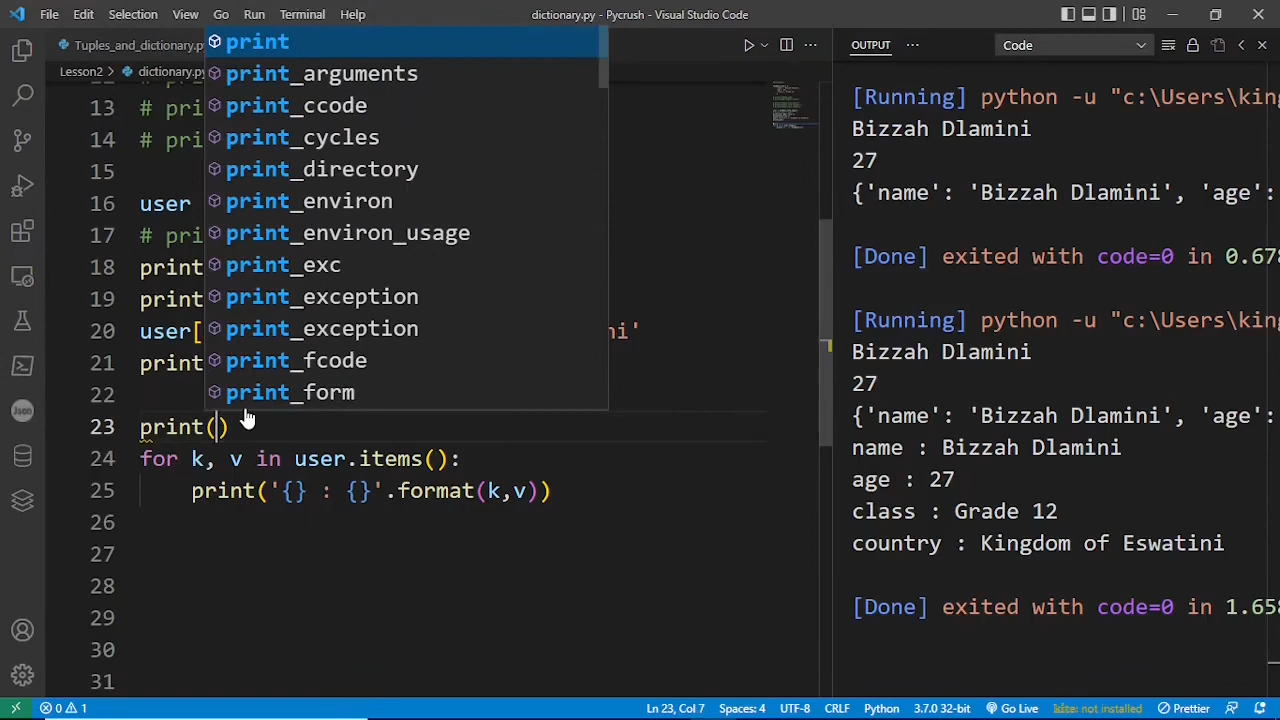 File Edit Selection View Go Run Terminal Help dictionary.py - Pycrush - Visual Studio Code
Tuples_and_dictionary.py
OUTPUT ··· Code
Lesson2 > dictionary.py
print
print_arguments
print_ccode
print_cycles
print_directory
print_environ
print_environ_usage
print_exc
print_exception
print_exception
print_fcode
print_form
13 # pri
14 # pri
15
16 user
17 # pri
18 print
19 print
20 user[ ni'
21 print
22
23 print()
24 for k, v in user.items():
25 print('{} : {}'.format(k,v))
26
27
28
29
30
31
[Running] python -u "c:\Users\king
Bizzah Dlamini
27
{'name': 'Bizzah Dlamini', 'age':
[Done] exited with code=0 in 0.678
[Running] python -u "c:\Users\king
Bizzah Dlamini
27
{'name': 'Bizzah Dlamini', 'age':
name : Bizzah Dlamini
age : 27
class : Grade 12
country : Kingdom of Eswatini
[Done] exited with code=0 in 1.658
Json
0 1 Ln 23, Col 7 Spaces: 4 UTF-8 CRLF Python 3.7.0 32-bit Go Live kite: not installed Prettier